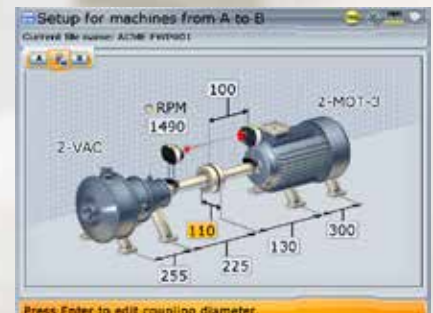 Setup for machines from A to B
Current file name: ACME PWP001
100
RPM
1490
2-MOT-3
2-VAC
110
300
130
225
255
Press Enter to edit coupling diameter